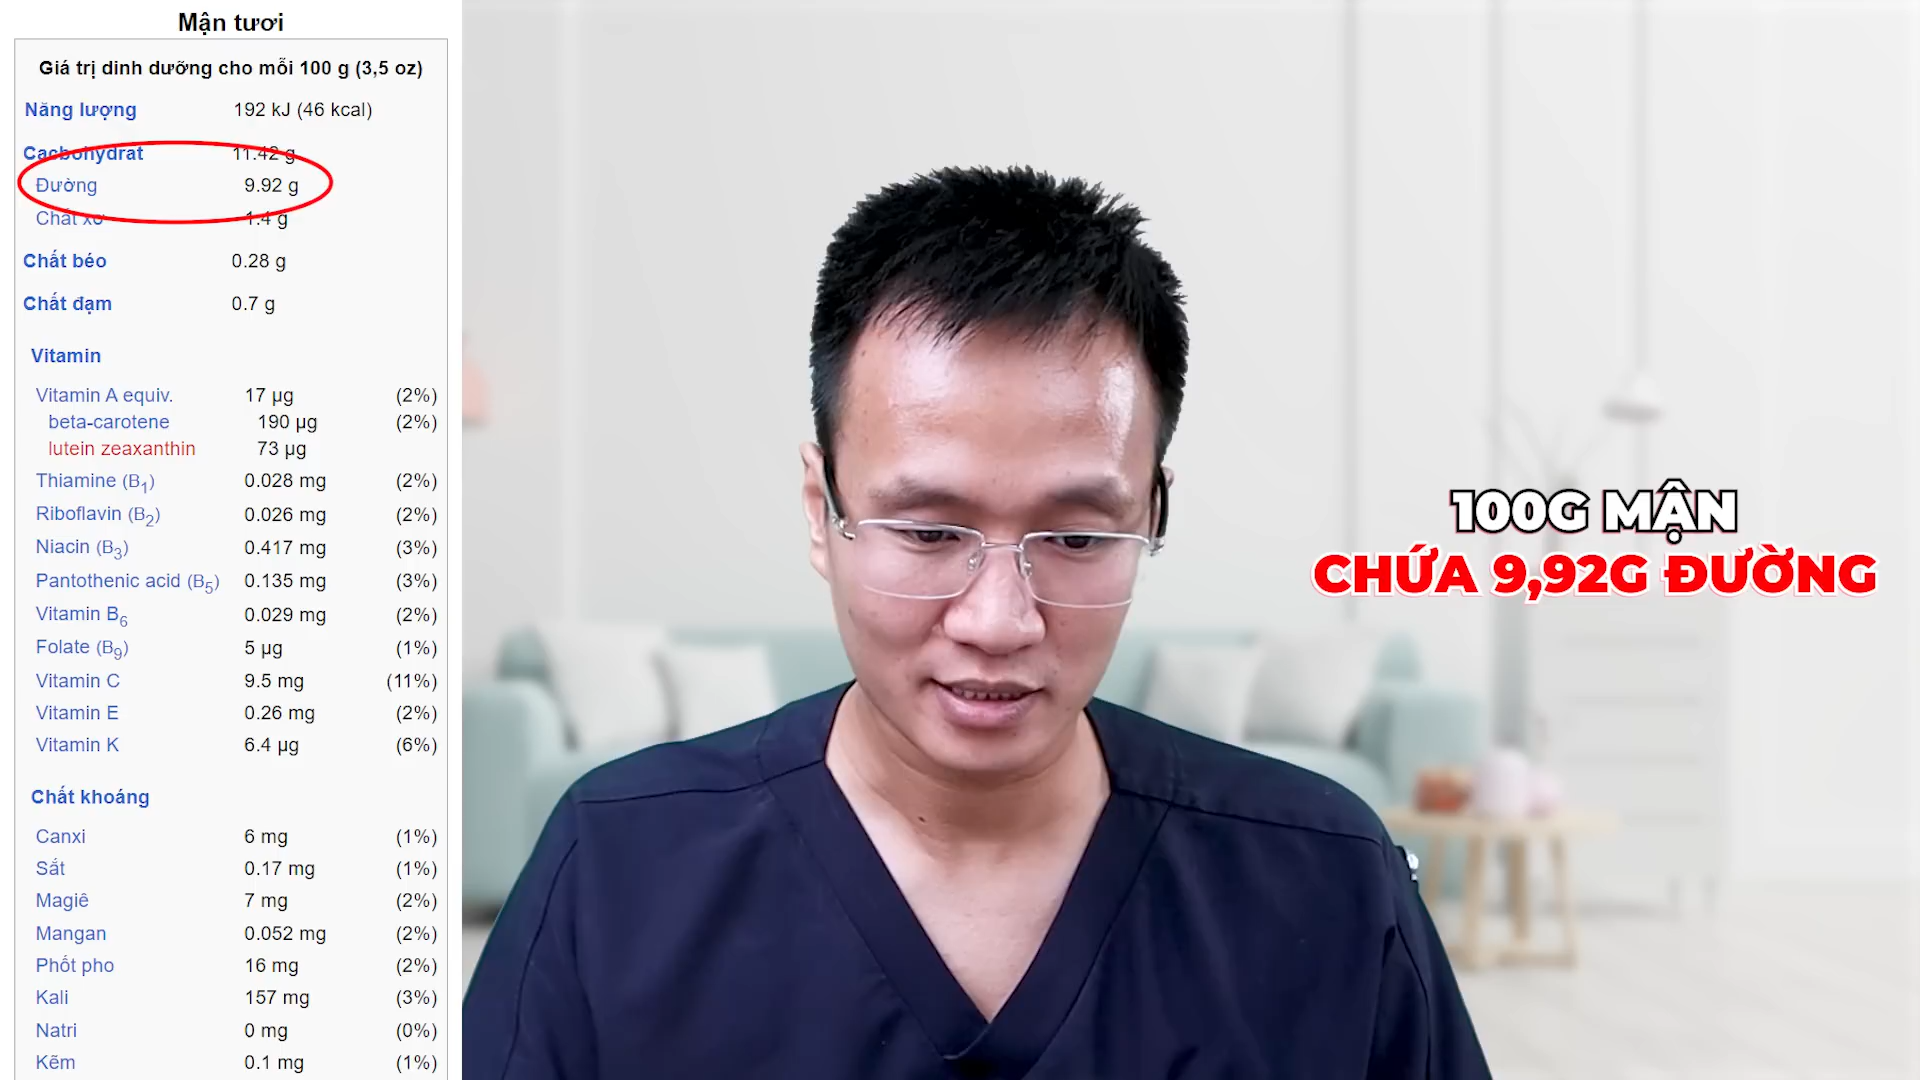 Mận tươi
Giá trị dinh dưỡng cho mỗi 100 g (3,5 oz)
Năng lượng 192 kJ (46 kcal)
Cacbohydrat 11.42 g
Đường 9.92 g
Chất xơ 1.4 g
Chất béo 0.28 g
Chất đạm 0.7 g
Vitamin
Vitamin A equiv. 17 μg (2%)
beta-carotene 190 μg (2%)
lutein zeaxanthin 73 μg
Thiamine (B1) 0.028 mg (2%)
Riboflavin (B2) 0.026 mg (2%)
Niacin (B3) 0.417 mg (3%)
Pantothenic acid (B5) 0.135 mg (3%)
Vitamin B6 0.029 mg (2%)
Folate (B9) 5 μg (1%)
Vitamin C 9.5 mg (11%)
Vitamin E 0.26 mg (2%)
Vitamin K 6.4 μg (6%)
Chất khoáng
Canxi 6 mg (1%)
Sắt 0.17 mg (1%)
Magiê 7 mg (2%)
Mangan 0.052 mg (2%)
Phốt pho 16 mg (2%)
Kali 157 mg (3%)
Natri 0 mg (0%)
Kẽm 0.1 mg (1%)
100G MẬN
CHỨA 9,92G ĐƯỜNG